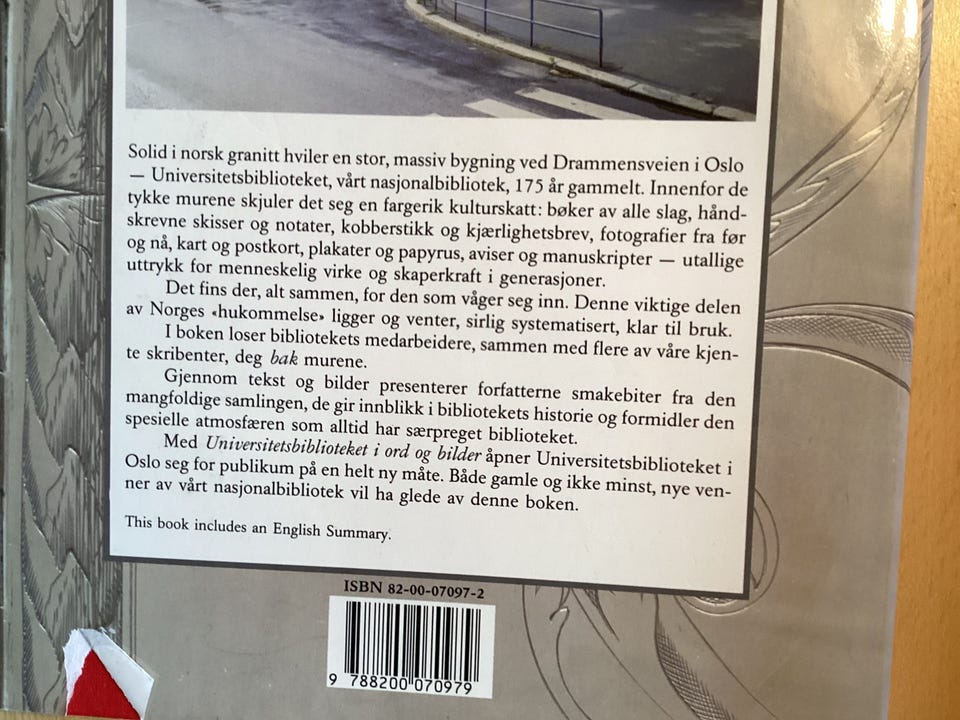 Solid i norsk granitt hviler en stor, massiv bygning ved Drammensveien i Oslo
— Universitetsbiblioteket, vårt nasjonalbibliotek, 175 år gammelt. Innenfor de
tykke murene skjuler det seg en fargerik kulturskatt: bøker av alle slag, hånd-
skrevne skisser og notater, kobberstikk og kjærlighetsbrev, fotografier fra før
og nå, kart og postkort, plakater og papyrus, aviser og manuskripter — utallige
uttrykk for menneskelig virke og skaperkraft i generasjoner.
Det fins der, alt sammen, for den som våger seg inn. Denne viktige delen
av Norges «hukommelse» ligger og venter, sirlig systematisert, klar til bruk.
I boken loser bibliotekets medarbeidere, sammen med flere av våre kjen-
te skribenter, deg bak murene.
Gjennom tekst og bilder presenterer forfatterne smakebiter fra den
mangfoldige samlingen, de gir innblikk i bibliotekets historie og formidler den
spesielle atmosfæren som alltid har særpreget biblioteket.
Med Universitetsbiblioteket i ord og bilder åpner Universitetsbiblioteket i
Oslo seg for publikum på en helt ny måte. Både gamle og ikke minst, nye ven-
ner av vårt nasjonalbibliotek vil ha glede av denne boken.
This book includes an English Summary.
ISBN 82-00-07097-2
9 788200 070979